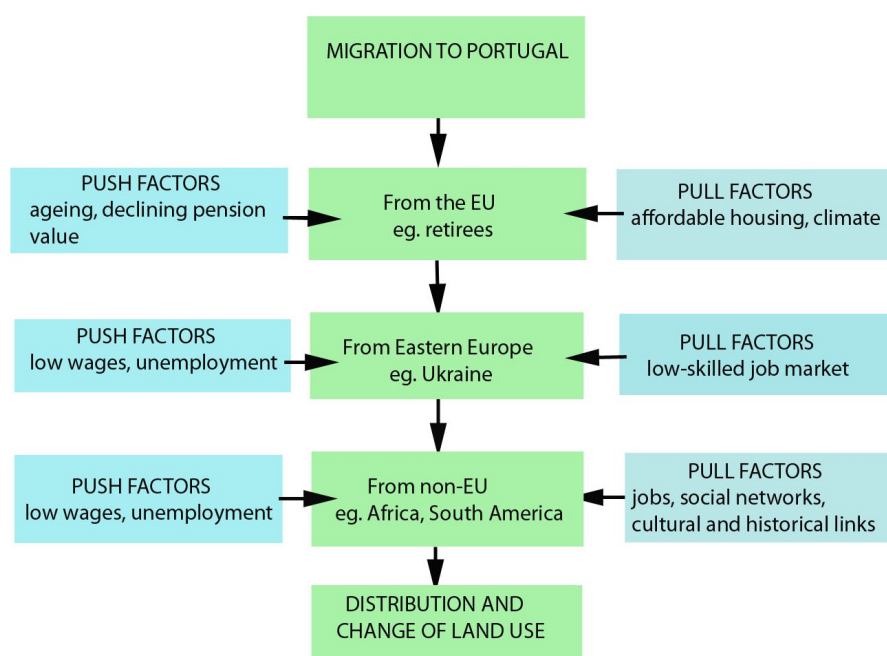 MIGRATION TO PORTUGAL
PUSH FACTORS
ageing, declining pension
value
From the EU
eg. retirees
PULL FACTORS
affordable housing, climate
PUSH FACTORS
low wages, unemployment
From Eastern Europe
eg. Ukraine
PULL FACTORS
low-skilled job market
PUSH FACTORS
low wages, unemployment
From non-EU
eg. Africa, South America
PULL FACTORS
jobs, social networks,
cultural and historical links
DISTRIBUTION AND
CHANGE OF LAND USE